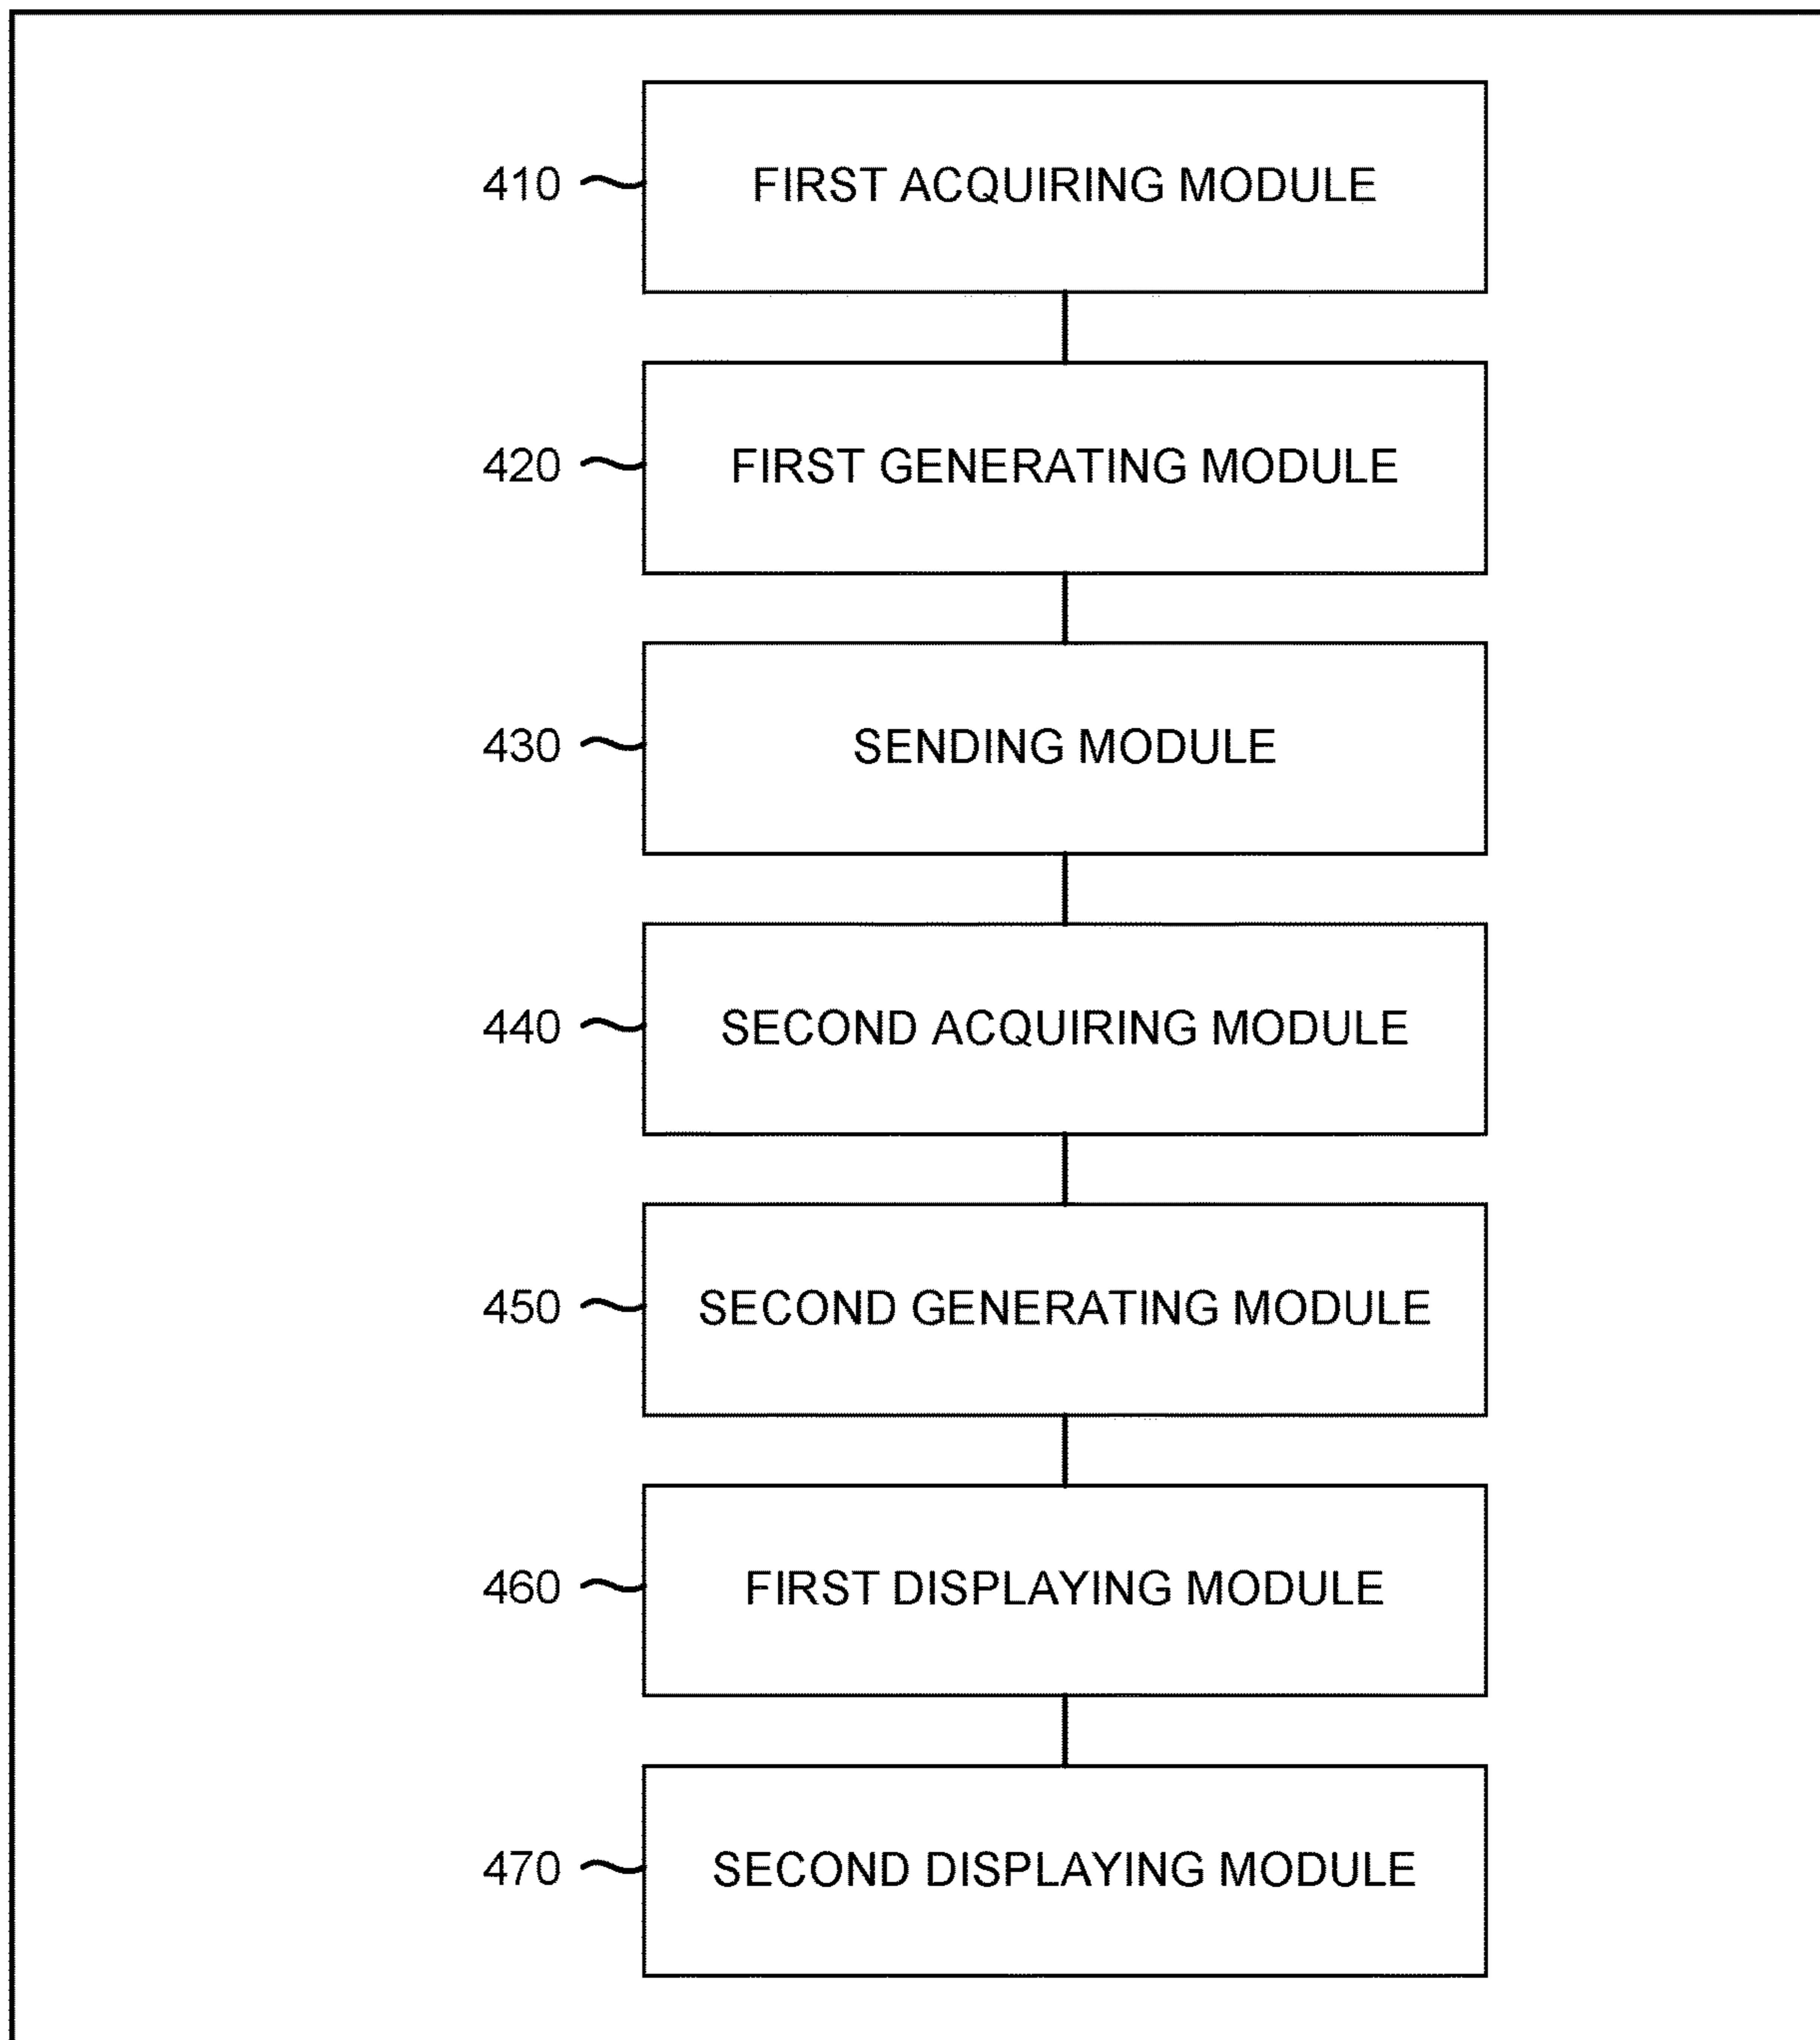 410 FIRST ACQUIRING MODULE
420 FIRST GENERATING MODULE
430 SENDING MODULE
440 SECOND ACQUIRING MODULE
450 SECOND GENERATING MODULE
460 FIRST DISPLAYING MODULE
470 SECOND DISPLAYING MODULE